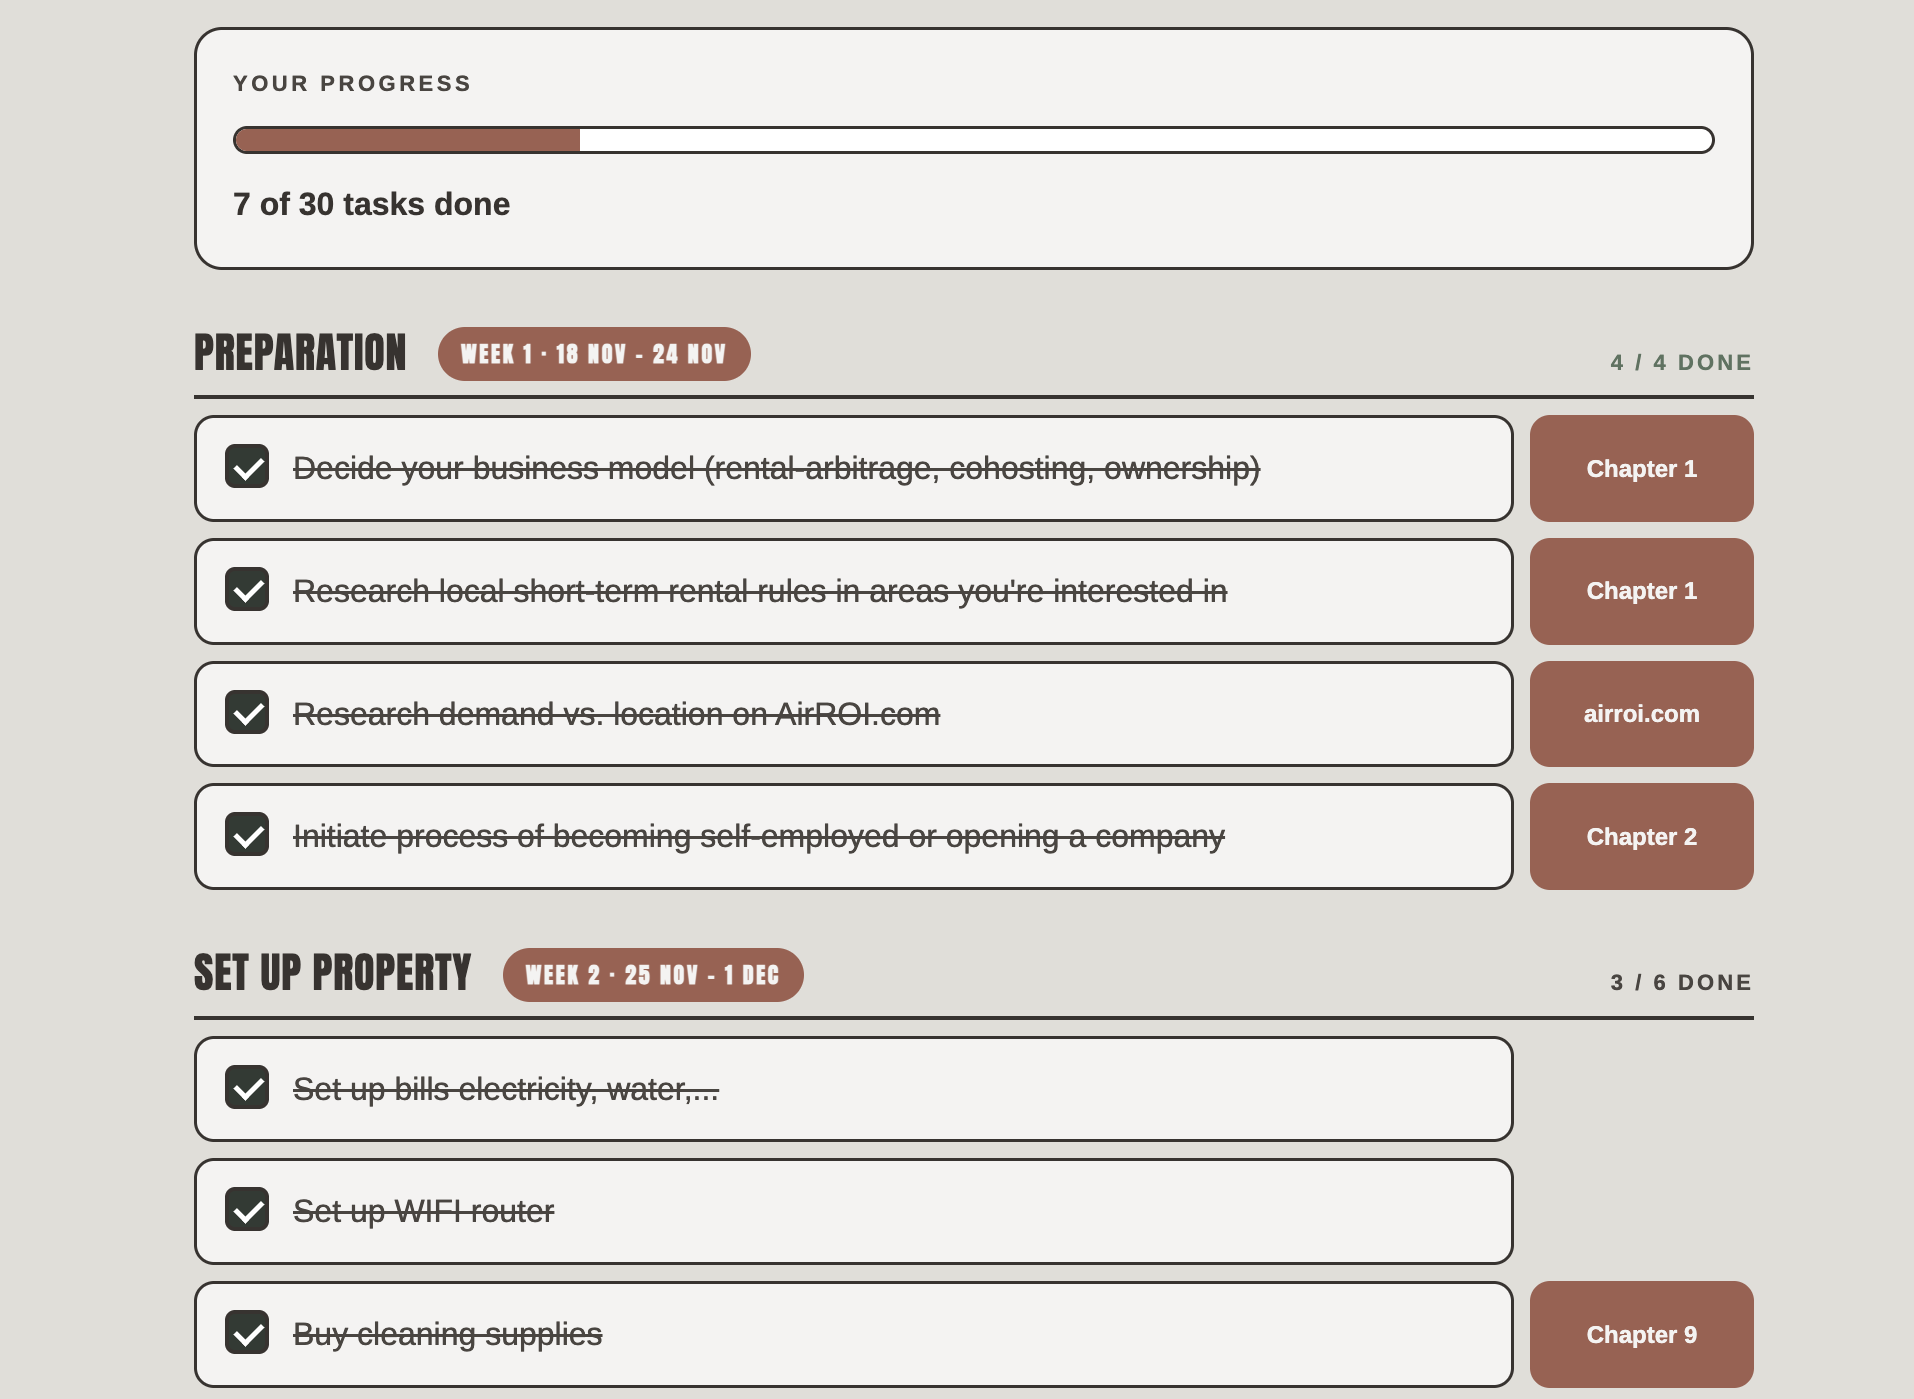 YOUR PROGRESS
7 of 30 tasks done
PREPARATION
WEEK 1 · 18 NOV - 24 NOV
4 / 4 DONE
Decide your business model (rental-arbitrage, cohosting, ownership)
Chapter 1
Research local short-term rental rules in areas you're interested in
Chapter 1
Research demand vs. location on AirROI.com
airroi.com
Initiate process of becoming self-employed or opening a company
Chapter 2
SET UP PROPERTY
WEEK 2 · 25 NOV - 1 DEC
3 / 6 DONE
Set up bills electricity, water,...
Set up WIFI router
Buy cleaning supplies
Chapter 9